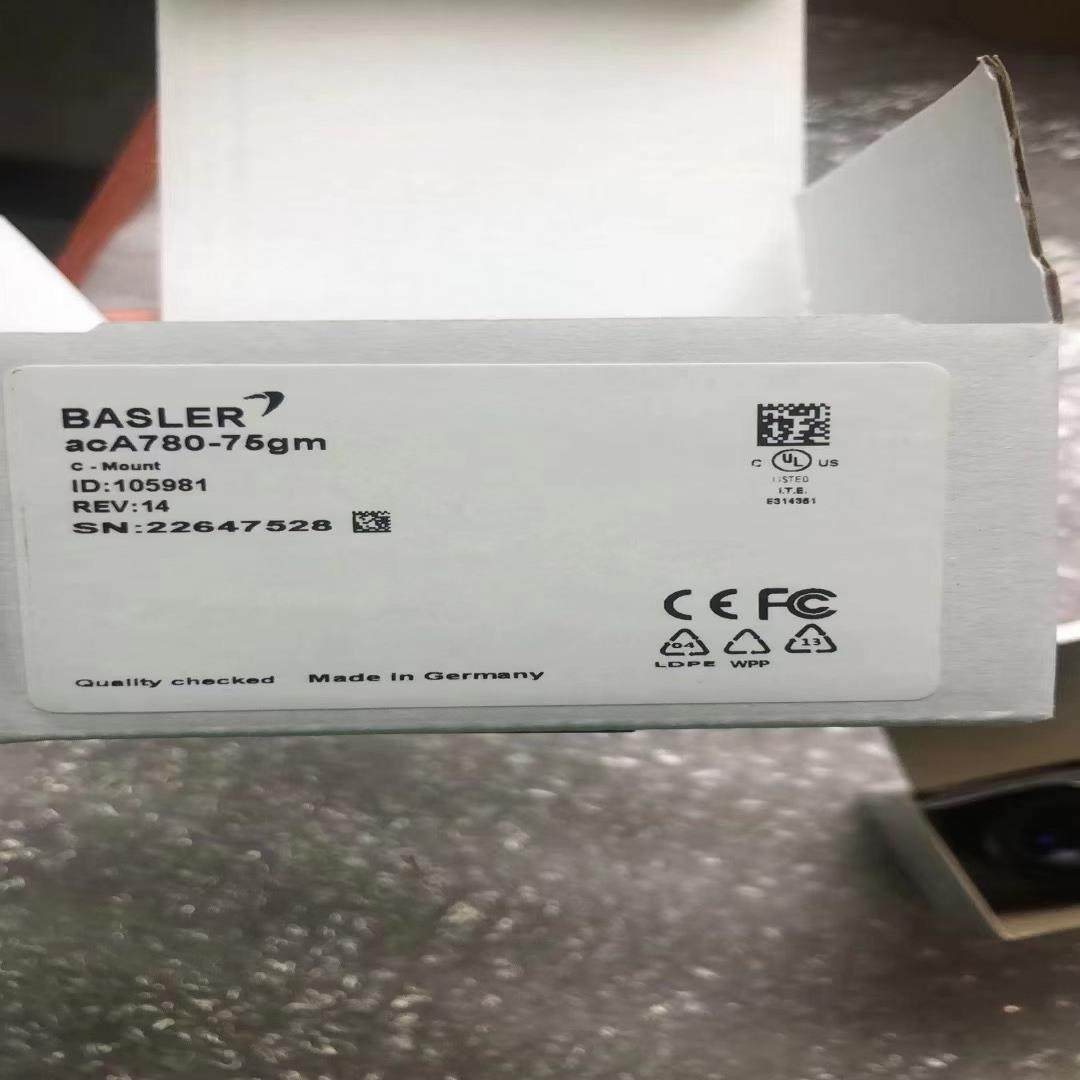 BASLER
acA780-75gm
C - Mount
ID:105981
REV:14
SN:22647528
C UL US
LISTED
I.T.E.
E314361
CE FC
04 13
LDPE WPP
Quality checked Made in Germany